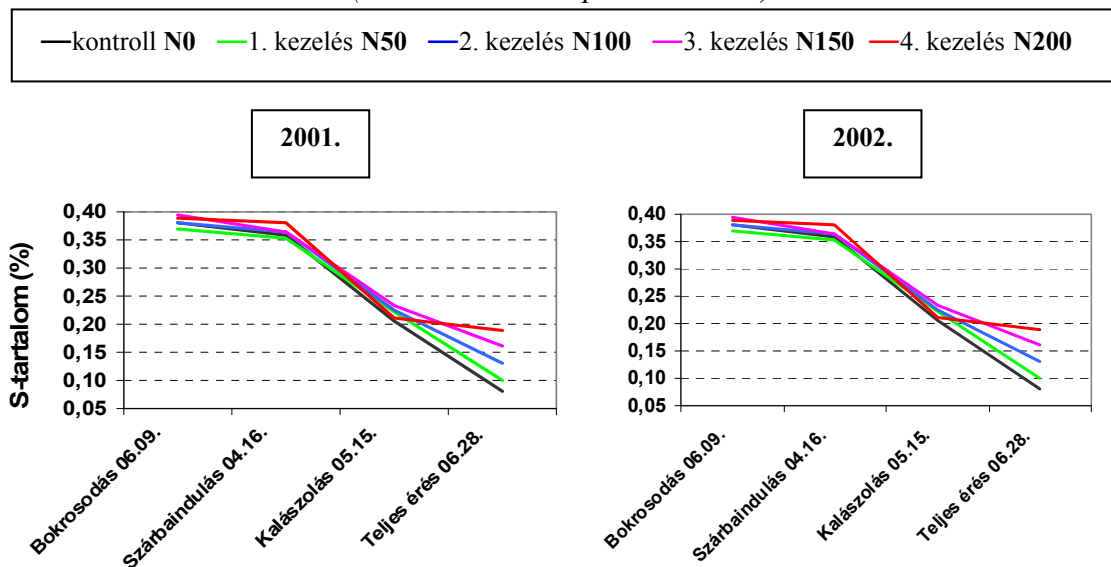 kontroll N0 1. kezelés N50 2. kezelés N100 3. kezelés N150 4. kezelés N200
2001.
2002.
S-tartalom (%)
0,40
0,35
0,30
0,25
0,20
0,15
0,10
0,05
Bokrosodás 06.09.
Szárbaindulás 04.16.
Kalászolás 05.15.
Teljes érés 06.28.
0,40
0,35
0,30
0,25
0,20
0,15
0,10
0,05
Bokrosodás 06.09.
Szárbaindulás 04.16.
Kalászolás 05.15.
Teljes érés 06.28.